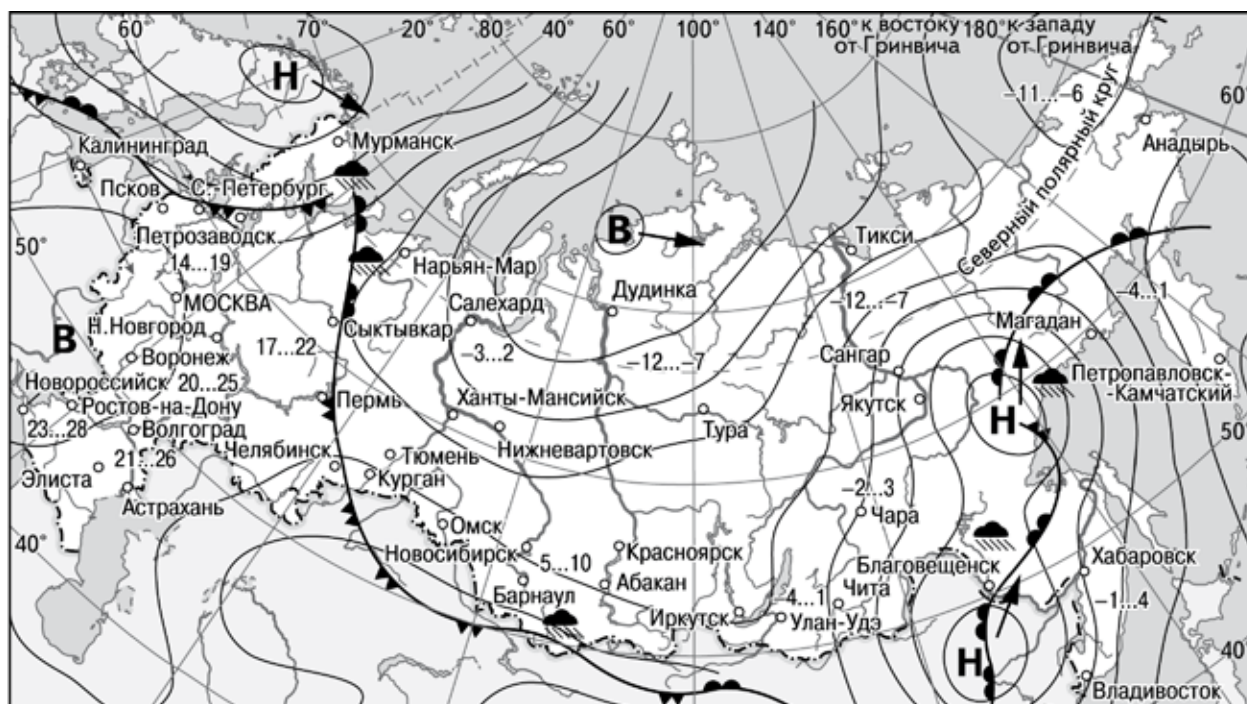 60° 70° 80° 100° 140° 160° к востоку 180° к западу
от Гринвича от Гринвича
60°
Н
−11...−6
Анадырь
Мурманск
Калининград
Псков С.-Петербург
Петрозаводск
Северный полярный круг
50°
В
Тикси
Нарьян-Мар
14...19
Дудинка
−12...−7
−4...1
МОСКВА
Салехард
Магадан
В
Н.Новгород
Сыктывкар
17...22
−3...2
−12...−7
Сангар
Воронеж
Петропавловск-
-Камчатский
Новороссийск 20...25
Ростов-на-Дону
Пермь
Ханты-Мансийск
Якутск
Н
23...28
Волгоград
Тура
50°
Челябинск
Нижневартовск
21...26
Тюмень
Элиста
Курган
−2...3
Астрахань
Чара
40°
Омск
Новосибирск
Красноярск
5...10
Хабаровск
Благовещенск
Абакан
Чита
Барнаул
−4...1
−1...4
Иркутск
Улан-Удэ
Н
40°
Владивосток